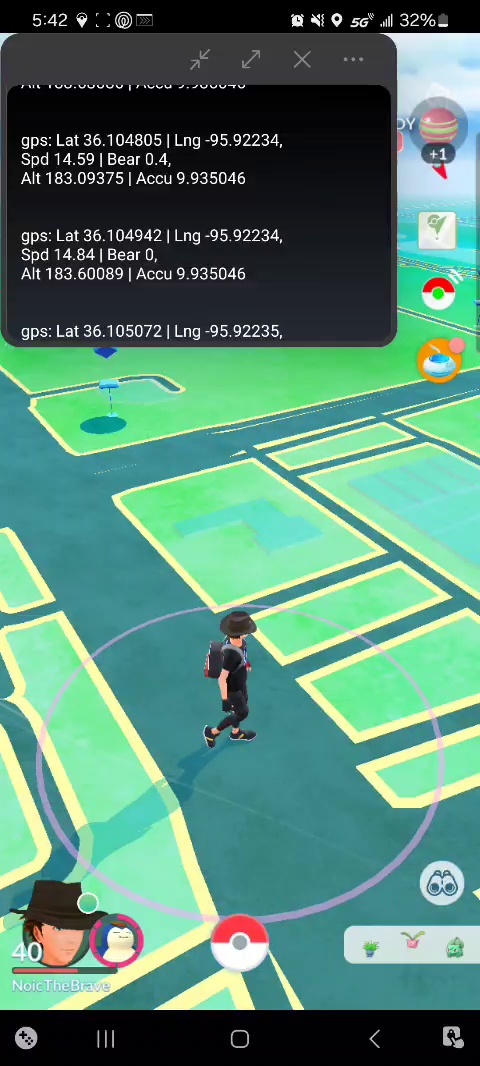 5:42
5G
32%
gps: Lat 36.104805 | Lng -95.92234,
Spd 14.59 | Bear 0.4,
Alt 183.09375 | Accu 9.935046
gps: Lat 36.104942 | Lng -95.92234,
Spd 14.84 | Bear 0,
Alt 183.60089 | Accu 9.935046
gps: Lat 36.105072 | Lng -95.92235,
+1
40
NoicTheBrave